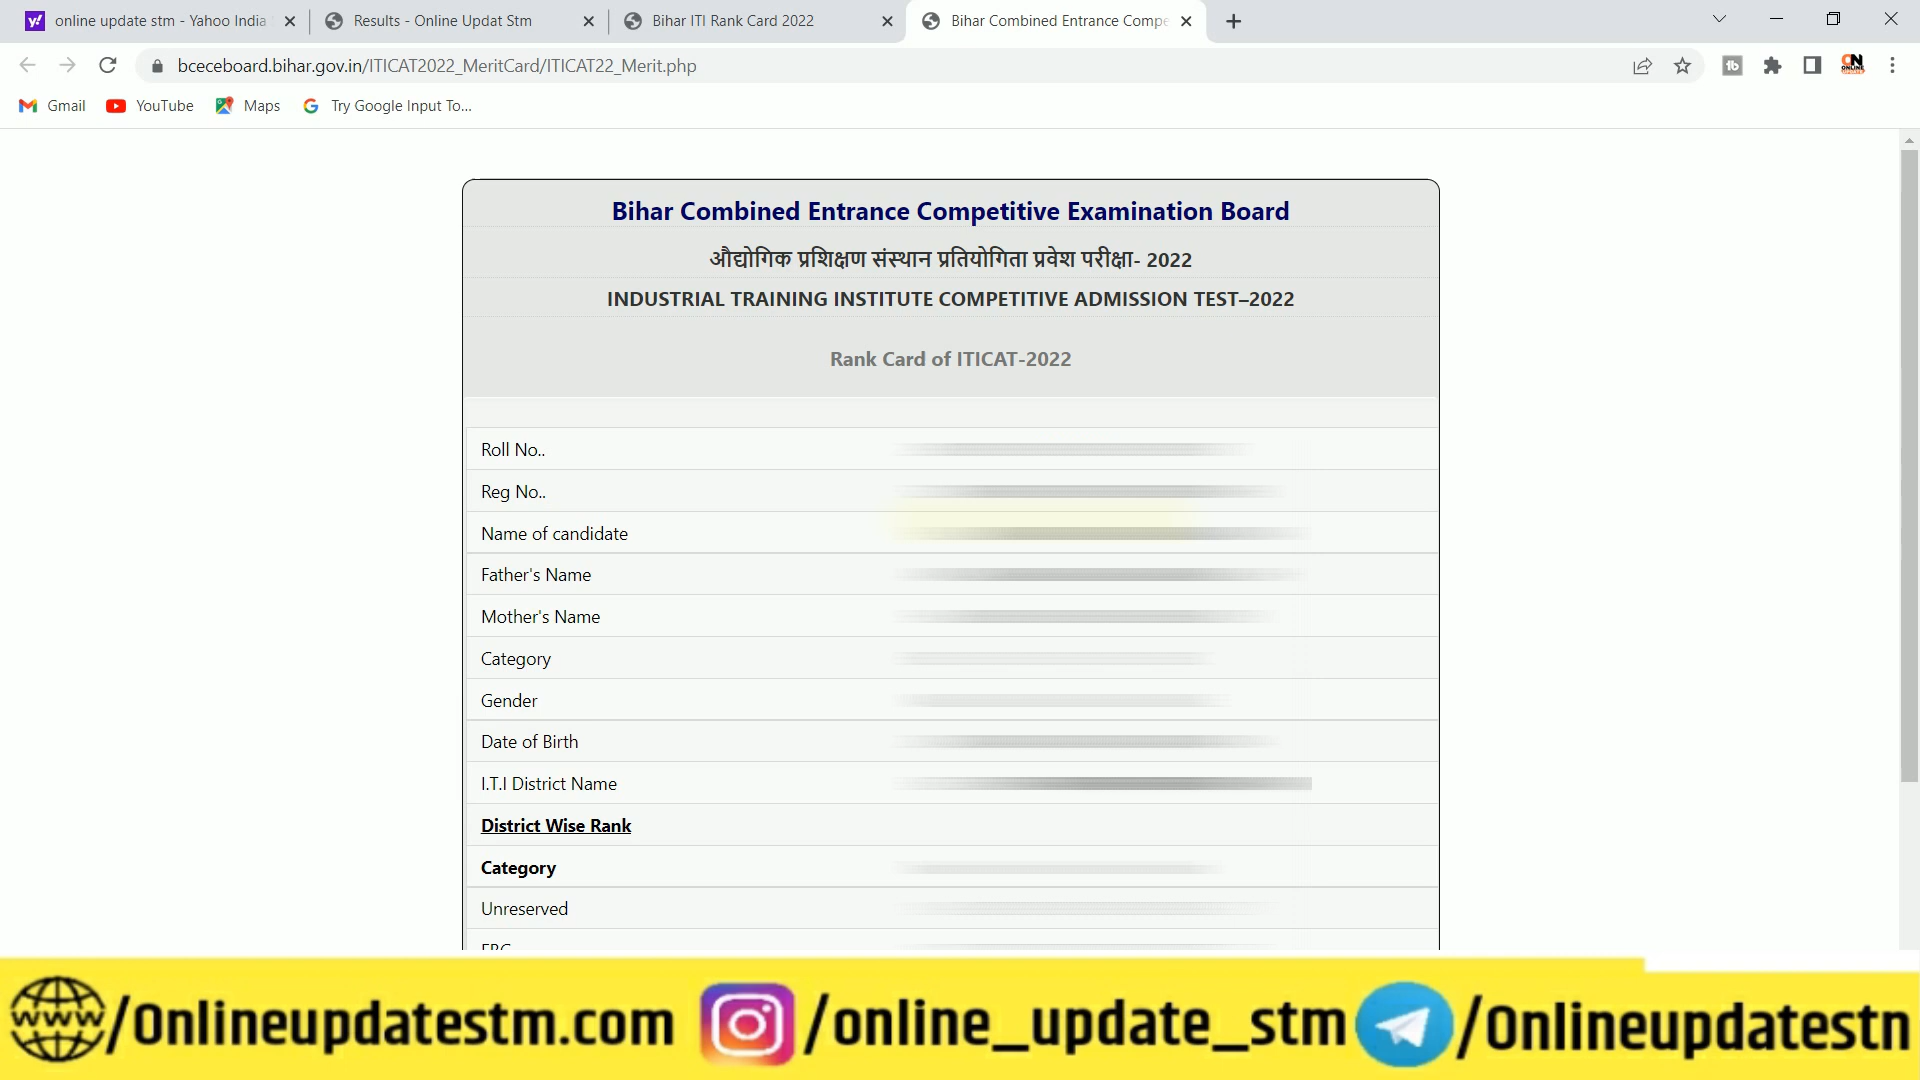 online update stm - Yahoo India
Results - Online Updat Stm
Bihar ITI Rank Card 2022
Bihar Combined Entrance Compe
bceceboard.bihar.gov.in/ITICAT2022_MeritCard/ITICAT22_Merit.php
Gmail
YouTube
Maps
Try Google Input To...
Bihar Combined Entrance Competitive Examination Board
औद्योगिक प्रशिक्षण संस्थान प्रतियोगिता प्रवेश परीक्षा- 2022
INDUSTRIAL TRAINING INSTITUTE COMPETITIVE ADMISSION TEST–2022
Rank Card of ITICAT-2022
Roll No..
Reg No..
Name of candidate
Father's Name
Mother's Name
Category
Gender
Date of Birth
I.T.I District Name
District Wise Rank
Category
Unreserved
www/Onlineupdatestm.com
/online_update_stm
/Onlineupdatestn